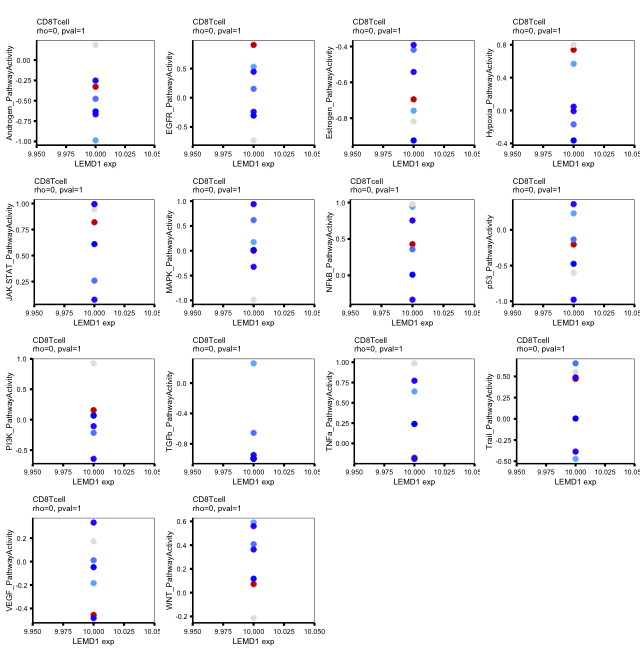 CD8Tcell
rho=0, pval=1
Androgen_PathwayActivity
0.00
-0.25
-0.50
-0.75
-1.00
9.950 9.975 10.000 10.025 10.05
LEMD1 exp
CD8Tcell
rho=0, pval=1
EGFR_PathwayActivity
0.5
0.0
-0.5
9.950 9.975 10.000 10.025 10.05
LEMD1 exp
CD8Tcell
rho=0, pval=1
Estrogen_PathwayActivity
-0.4
-0.6
-0.8
9.950 9.975 10.000 10.025 10.05
LEMD1 exp
CD8Tcell
rho=0, pval=1
Hypoxia_PathwayActivity
0.8
0.4
0.0
-0.4
9.950 9.975 10.000 10.025 10.05
LEMD1 exp
CD8Tcell
rho=0, pval=1
JAK.STAT_PathwayActivity
1.00
0.75
0.50
0.25
9.950 9.975 10.000 10.025 10.05
LEMD1 exp
CD8Tcell
rho=0, pval=1
MAPK_PathwayActivity
1.0
0.5
0.0
-0.5
-1.0
9.950 9.975 10.000 10.025 10.05
LEMD1 exp
CD8Tcell
rho=0, pval=1
NFkB_PathwayActivity
1.0
0.5
0.0
9.950 9.975 10.000 10.025 10.05
LEMD1 exp
CD8Tcell
rho=0, pval=1
p53_PathwayActivity
0.0
-0.5
-1.0
9.950 9.975 10.000 10.025 10.05
LEMD1 exp
CD8Tcell
rho=0, pval=1
PI3K_PathwayActivity
1.0
0.5
0.0
-0.5
9.950 9.975 10.000 10.025 10.05
LEMD1 exp
CD8Tcell
rho=0, pval=1
TGFb_PathwayActivity
0.0
-0.4
-0.8
9.950 9.975 10.000 10.025 10.05
LEMD1 exp
CD8Tcell
rho=0, pval=1
TNFa_PathwayActivity
1.00
0.75
0.50
0.25
0.00
9.950 9.975 10.000 10.025 10.05
LEMD1 exp
CD8Tcell
rho=0, pval=1
Trail_PathwayActivity
0.50
0.25
0.00
-0.25
-0.50
9.950 9.975 10.000 10.025 10.05
LEMD1 exp
CD8Tcell
rho=0, pval=1
VEGF_PathwayActivity
0.2
0.0
-0.2
-0.4
9.950 9.975 10.000 10.025 10.05
LEMD1 exp
CD8Tcell
rho=0, pval=1
WNT_PathwayActivity
0.6
0.4
0.2
0.0
-0.2
9.950 9.975 10.000 10.025 10.050
LEMD1 exp